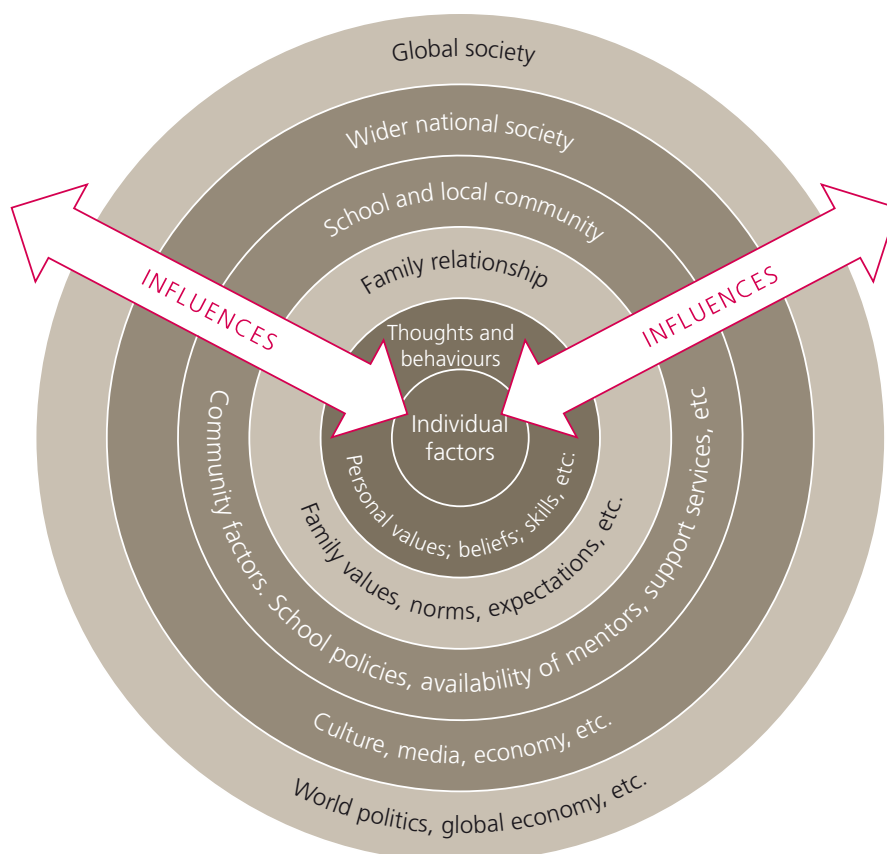 Global society
Wider national society
School and local community
Family relationship
Thoughts and
behaviours
INFLUENCES
INFLUENCES
Individual
factors
Personal values; beliefs; skills, etc:
Family values, norms, expectations, etc.
Community factors. School policies, availability of mentors, support services, etc
Culture, media, economy, etc.
World politics, global economy, etc.